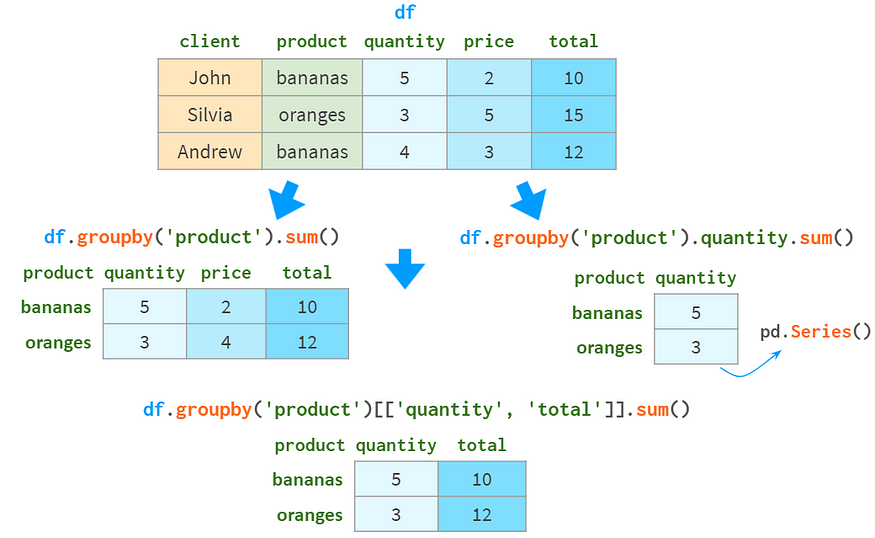 df
client product quantity price total
John bananas 5 2 10
Silvia oranges 3 5 15
Andrew bananas 4 3 12
df.groupby('product').sum()
product quantity price total
bananas 5 2 10
oranges 3 4 12
df.groupby('product').quantity.sum()
product quantity
bananas 5
oranges 3
pd.Series()
df.groupby('product')[['quantity', 'total']].sum()
product quantity total
bananas 5 10
oranges 3 12